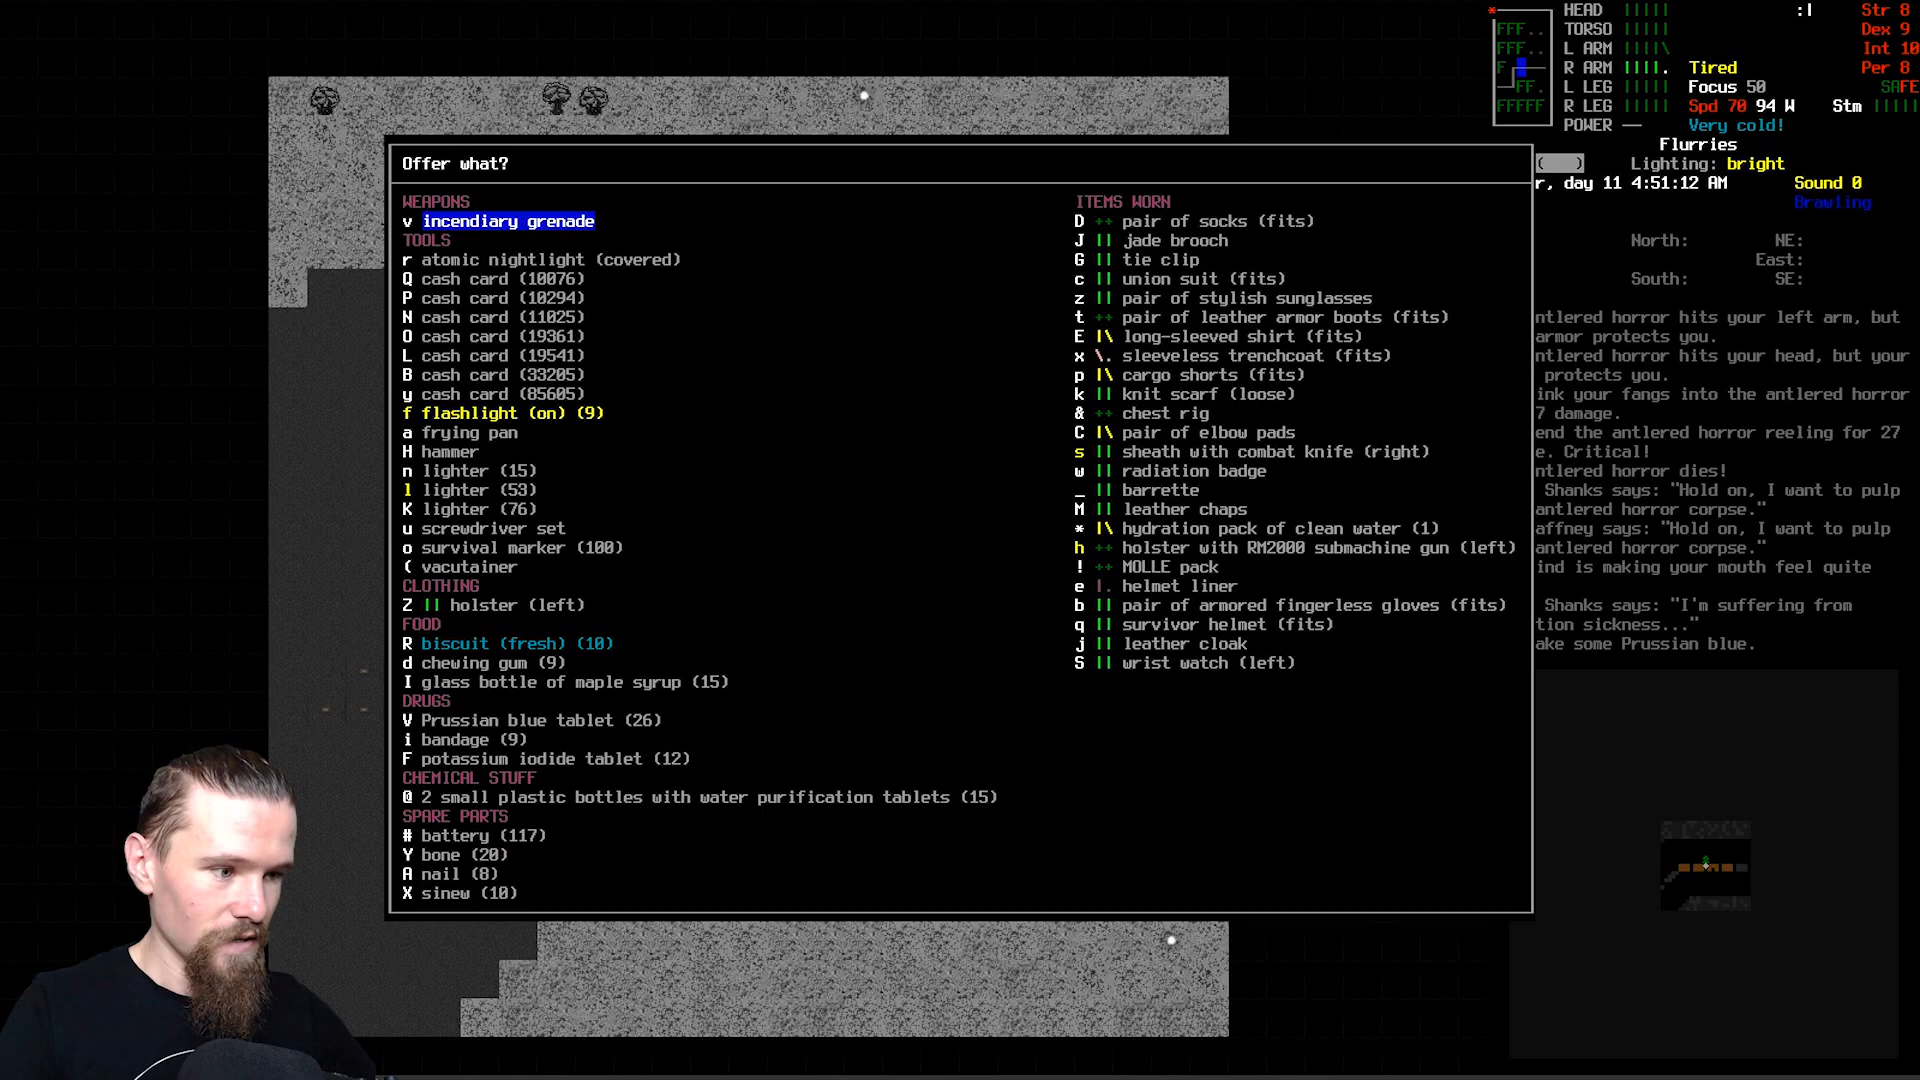 Offer what?
WEAPONS
v incendiary grenade
TOOLS
r atomic nightlight (covered)
Q cash card (10076)
P cash card (10294)
N cash card (11025)
O cash card (19361)
L cash card (19541)
B cash card (33205)
y cash card (85605)
f flashlight (on) (9)
a frying pan
H hammer
n lighter (15)
l lighter (53)
K lighter (76)
u screwdriver set
o survival marker (100)
( vacutainer
CLOTHING
Z || holster (left)
FOOD
R biscuit (fresh) (10)
d chewing gum (9)
I glass bottle of maple syrup (15)
DRUGS
V Prussian blue tablet (26)
i bandage (9)
F potassium iodide tablet (12)
CHEMICAL STUFF
@ 2 small plastic bottles with water purification tablets (15)
SPARE PARTS
# battery (117)
Y bone (20)
A nail (8)
X sinew (10)
ITEMS WORN
D ++ pair of socks (fits)
J || jade brooch
G || tie clip
c || union suit (fits)
z || pair of stylish sunglasses
t ++ pair of leather armor boots (fits)
E |\ long-sleeved shirt (fits)
x \. sleeveless trenchcoat (fits)
p |\ cargo shorts (fits)
k || knit scarf (loose)
& ++ chest rig
C |\ pair of elbow pads
s || sheath with combat knife (right)
w || radiation badge
_ || barrette
M || leather chaps
* |\ hydration pack of clean water (1)
h ++ holster with RM2000 submachine gun (left)
! ++ MOLLE pack
e |. helmet liner
b || pair of armored fingerless gloves (fits)
q || survivor helmet (fits)
j || leather cloak
S || wrist watch (left)
FFF..
FFF..
F
FF.
FFFFF
HEAD ||||| :| Str 8
TORSO ||||| Dex 9
L ARM ||||\ Int 10
R ARM ||||. Tired Per 8
L LEG ||||| Focus 50 SAFE
R LEG ||||| Spd 70 94 W Stm |||||
POWER — Very cold!
Flurries
( ) Lighting: bright
r, day 11 4:51:12 AM Sound 0
Brawling
North: NE:
East:
South: SE:
ntlered horror hits your left arm, but
armor protects you.
ntlered horror hits your head, but your
protects you.
ink your fangs into the antlered horror
7 damage.
end the antlered horror reeling for 27
e. Critical!
ntlered horror dies!
Shanks says: "Hold on, I want to pulp
antlered horror corpse."
affney says: "Hold on, I want to pulp
antlered horror corpse."
ind is making your mouth feel quite
Shanks says: "I'm suffering from
tion sickness..."
ake some Prussian blue.